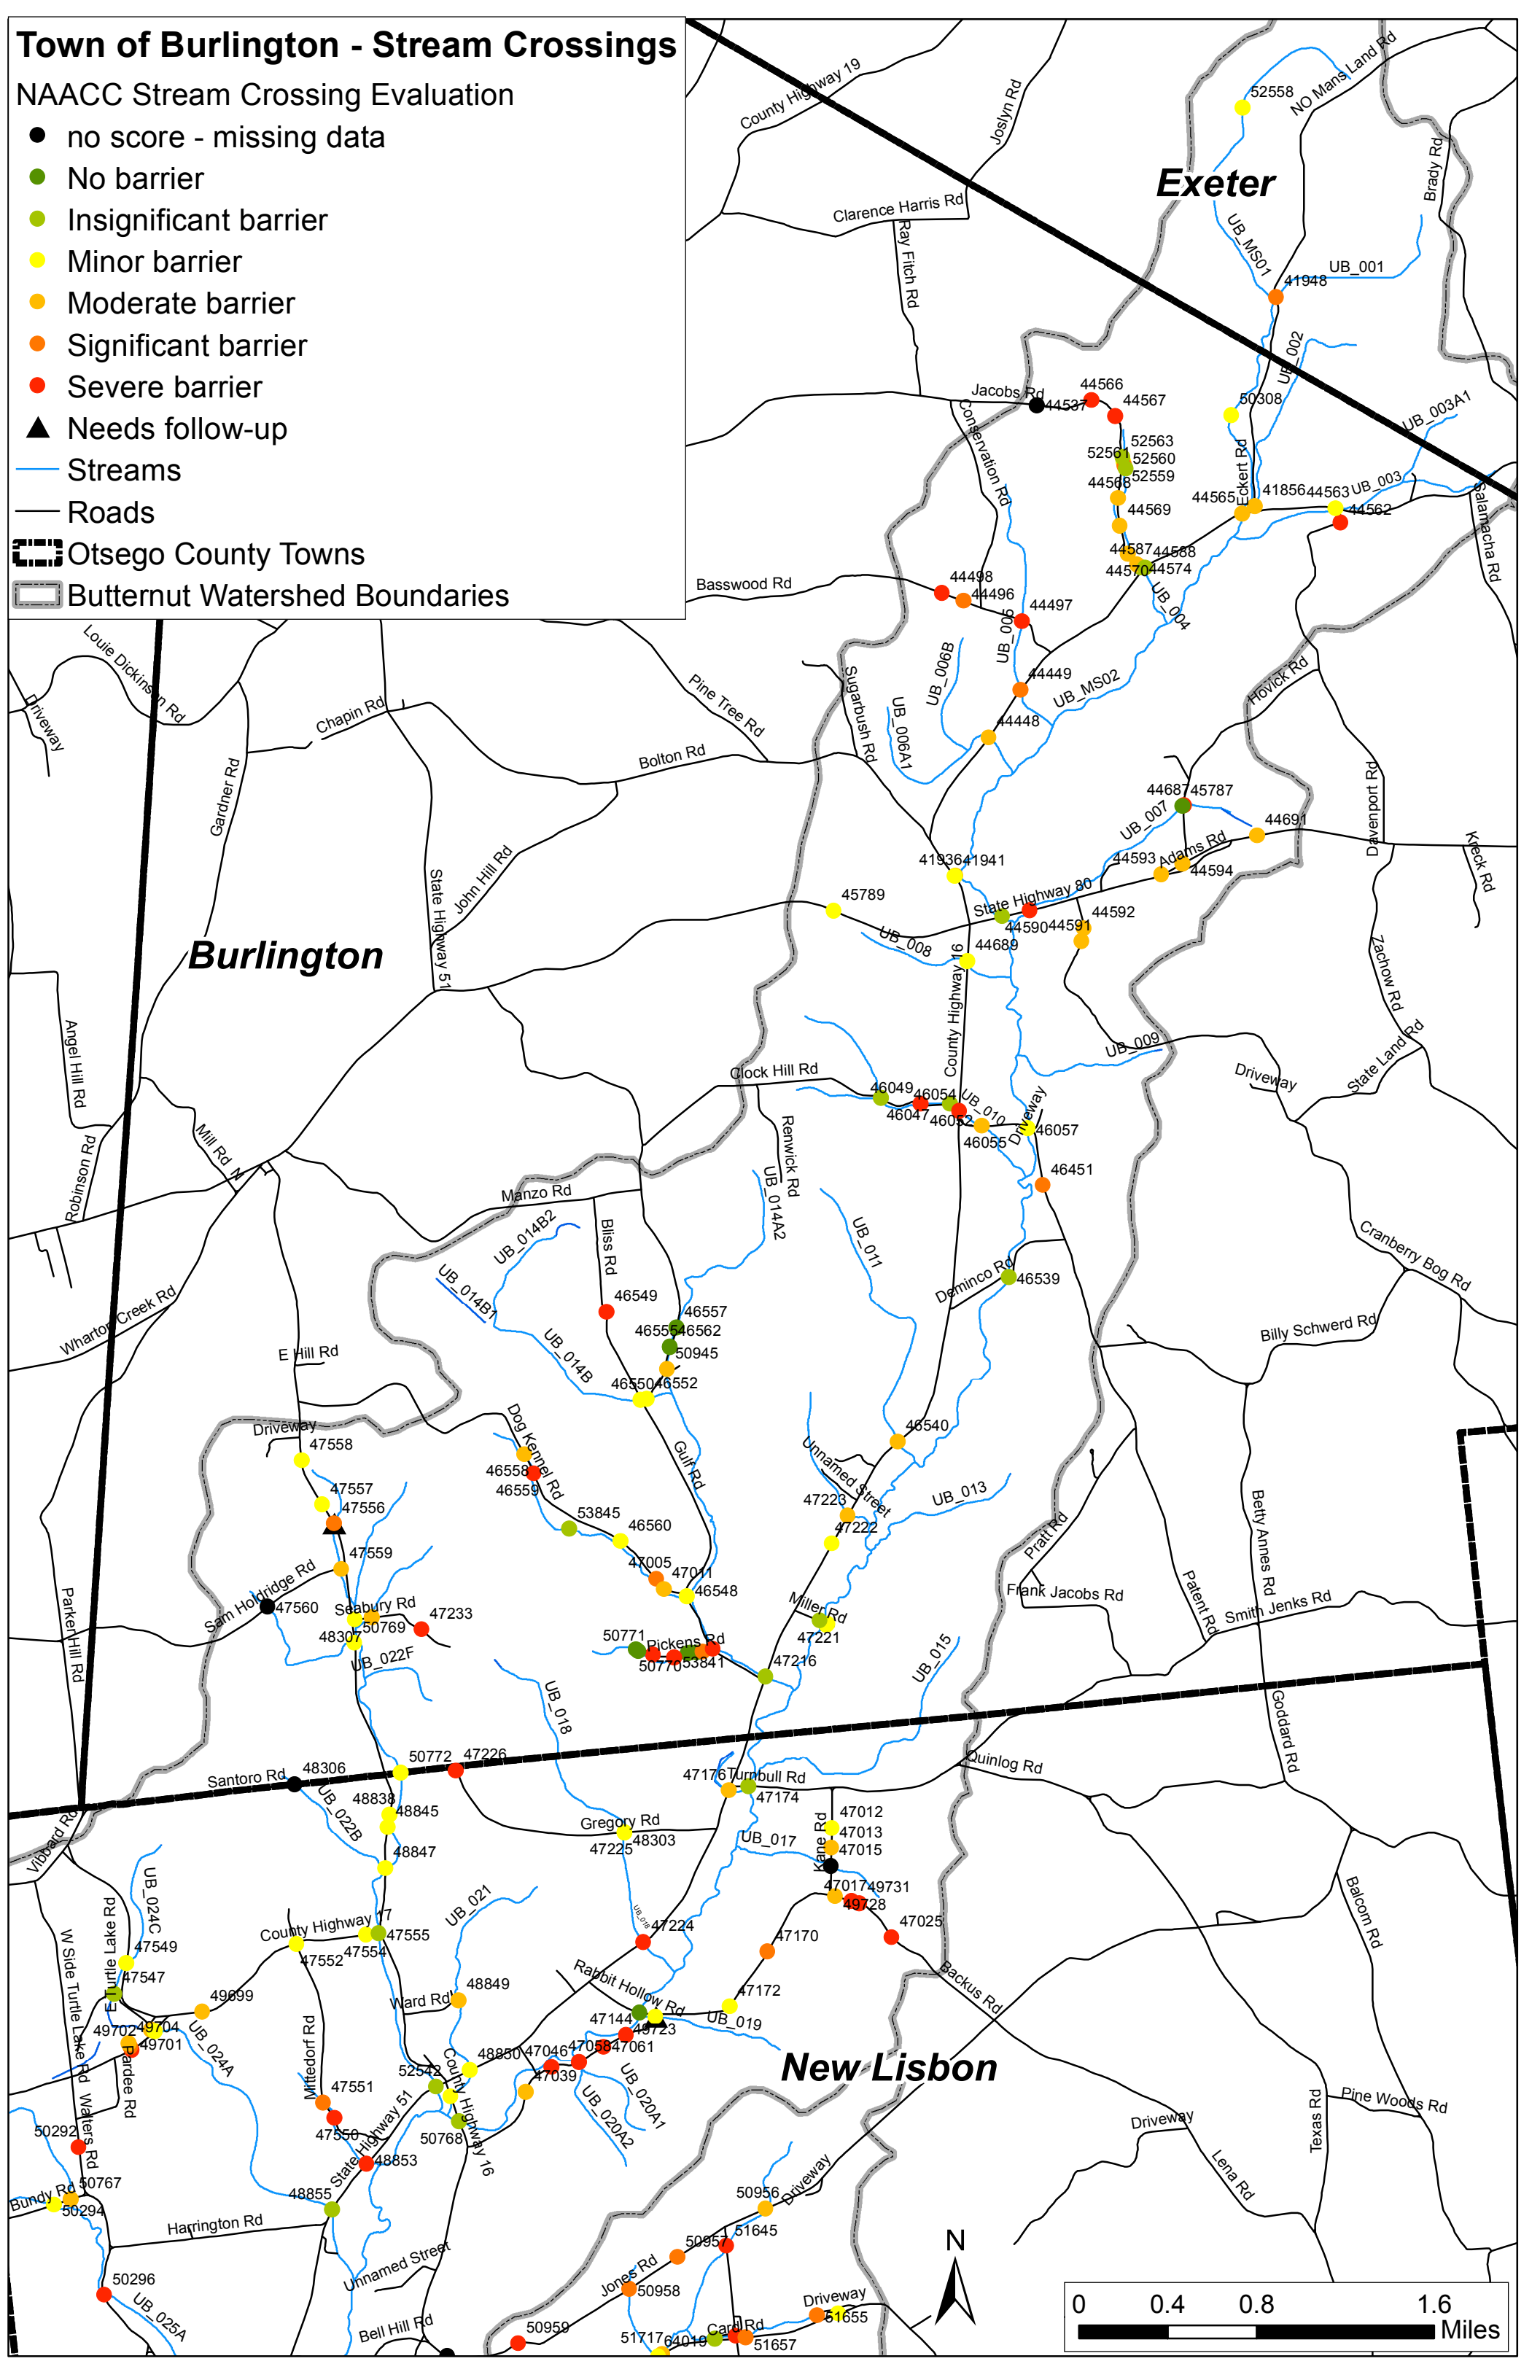 Town of Burlington - Stream Crossings
NAACC Stream Crossing Evaluation
no score - missing data
No barrier
Insignificant barrier
Minor barrier
Moderate barrier
Significant barrier
Severe barrier
Needs follow-up
Streams
Roads
Otsego County Towns
Butternut Watershed Boundaries
County Highway 19
Joslyn Rd
NO Mans Land Rd
52558
Brady Rd
Exeter
Clarence Harris Rd
Ray Fitch Rd
UB_MS01
UB_001
41948
UB_002
Jacobs Rd
44537
44566
44567
50308
UB_003A1
Conservation Rd
52563
52561
52560
52559
44568
44569
Eckert Rd
44565
41856
44563
UB_003
44562
Salamacha Rd
44587
44588
44570
44574
UB_004
Basswood Rd
44498
44496
44497
UB_005
Louie Dickinson Rd
Driveway
Chapin Rd
Pine Tree Rd
Sugarbush Rd
UB_006B
UB_006A1
44449
UB_MS02
44448
Hovick Rd
Gardner Rd
Bolton Rd
44687
45787
UB_007
44691
Davenport Rd
Kreck Rd
44593
Adams Rd
44594
41936
41941
State Highway 51
John Hill Rd
45789
State Highway 80
44590
44591
44592
UB_008
44689
Burlington
County Highway 16
Zachow Rd
UB_009
State Land Rd
Driveway
Angel Hill Rd
Clock Hill Rd
46049
46047
46054
46052
UB_010
46055
Driveway
46057
46451
Renwick Rd
UB_014A2
Mill Rd
N
Robinson Rd
Manzo Rd
Bliss Rd
UB_014B2
UB_014B1
UB_011
Deminco Rd
46539
Cranberry Bog Rd
Wharton Creek Rd
E Hill Rd
46549
46557
46555
46562
50945
UB_014B
46550
46552
Billy Schwerd Rd
Driveway
47558
Dog Kennel Rd
Gulf Rd
46540
Unnamed Street
46558
46559
47557
47556
53845
46560
47223
47222
UB_013
Pratt Rd
Betty Annes Rd
47559
47005
47011
46548
Sam Holdridge Rd
47560
Seabury Rd
50769
47233
48307
UB_022F
Miller Rd
47221
Frank Jacobs Rd
Patent Rd
Smith Jenks Rd
Parker Hill Rd
50771
Pickens Rd
50770
53841
47216
UB_015
UB_018
Goddard Rd
Santoro Rd
48306
50772
47226
UB_022B
48838
48845
48847
47176
Turnbull Rd
47174
Quinlog Rd
Gregory Rd
48303
47225
UB_017
Kane Rd
47012
47013
47015
Vibbard Rd
UB_024C
E Turtle Lake Rd
W Side Turtle Lake Rd
County Highway 17
47552
47554
47555
UB_021
UB_018
47224
47017
49731
49728
47025
47170
Balcom Rd
47549
47547
49699
49702
49704
49701
UB_024A
Pardee Rd
Ward Rd
48849
Rabbit Hollow Rd
47144
49723
47172
UB_019
Backus Rd
New Lisbon
Mittedorf Rd
47551
47550
52542
48850
County Highway 16
47046
47058
47061
47039
UB_020A1
UB_020A2
50768
State Highway 51
48853
Waters Rd
50292
50767
Bundy Rd
50294
48855
Harrington Rd
Unnamed Street
50296
UB_025A
Bell Hill Rd
Driveway
Pine Woods Rd
Texas Rd
Lena Rd
Driveway
50956
50957
51645
Jones Rd
50958
50959
51717
64019
Card Rd
51657
Driveway
51655
N
0 0.4 0.8 1.6
Miles